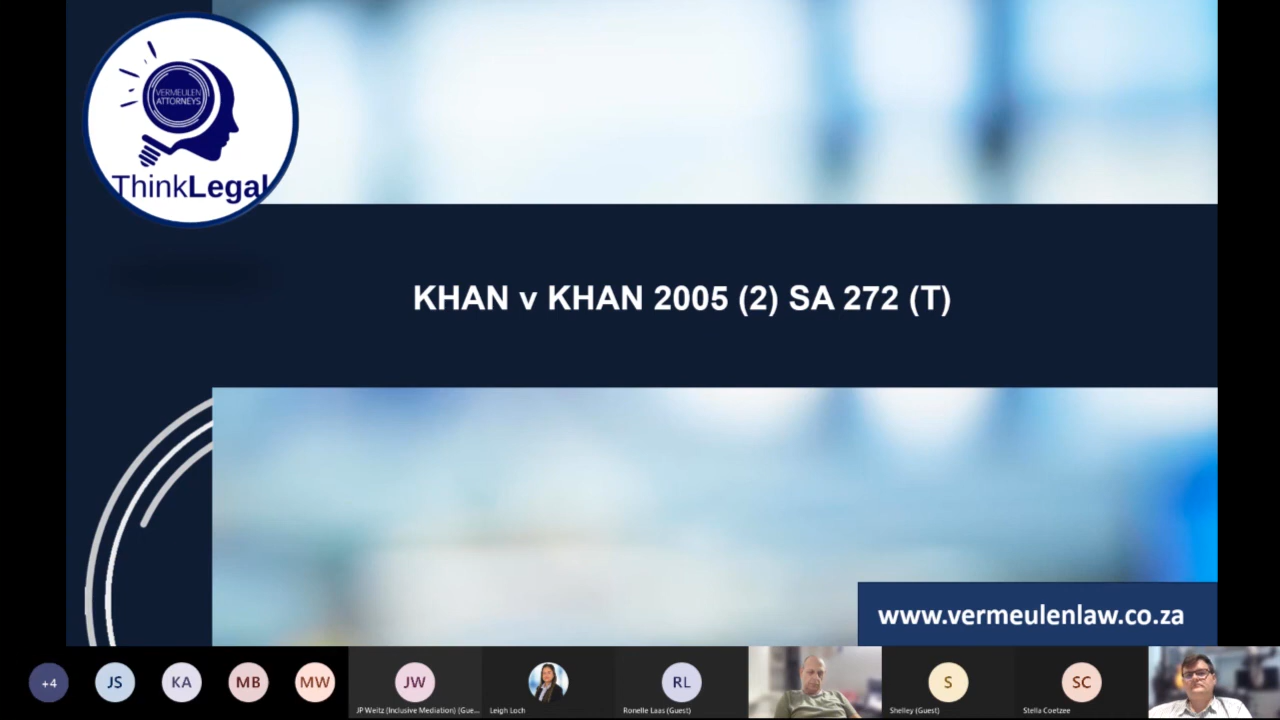 VERMEULEN
ATTORNEYS
ThinkLegal
KHAN v KHAN 2005 (2) SA 272 (T)
www.vermeulenlaw.co.za
+4
JS
KA
MB
MW
JW
RL
S
SC
JP Weitz (Inclusive Mediation) (Gue...
Leigh Loch
Ronelle Laas (Guest)
Shelley (Guest)
Stella Coetzee